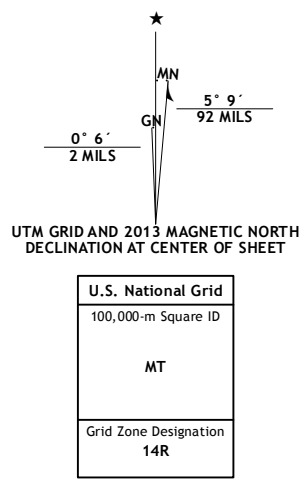 ★
MN
5° 9´
92 MILS
GN
0° 6´
2 MILS
UTM GRID AND 2013 MAGNETIC NORTH
DECLINATION AT CENTER OF SHEET
U.S. National Grid
100,000-m Square ID
MT
Grid Zone Designation
14R